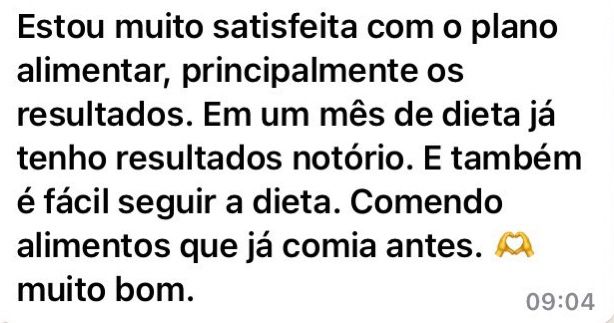 Estou muito satisfeita com o plano
alimentar, principalmente os
resultados. Em um mês de dieta já
tenho resultados notório. E também
é fácil seguir a dieta. Comendo
alimentos que já comia antes. 🫶
muito bom.
09:04